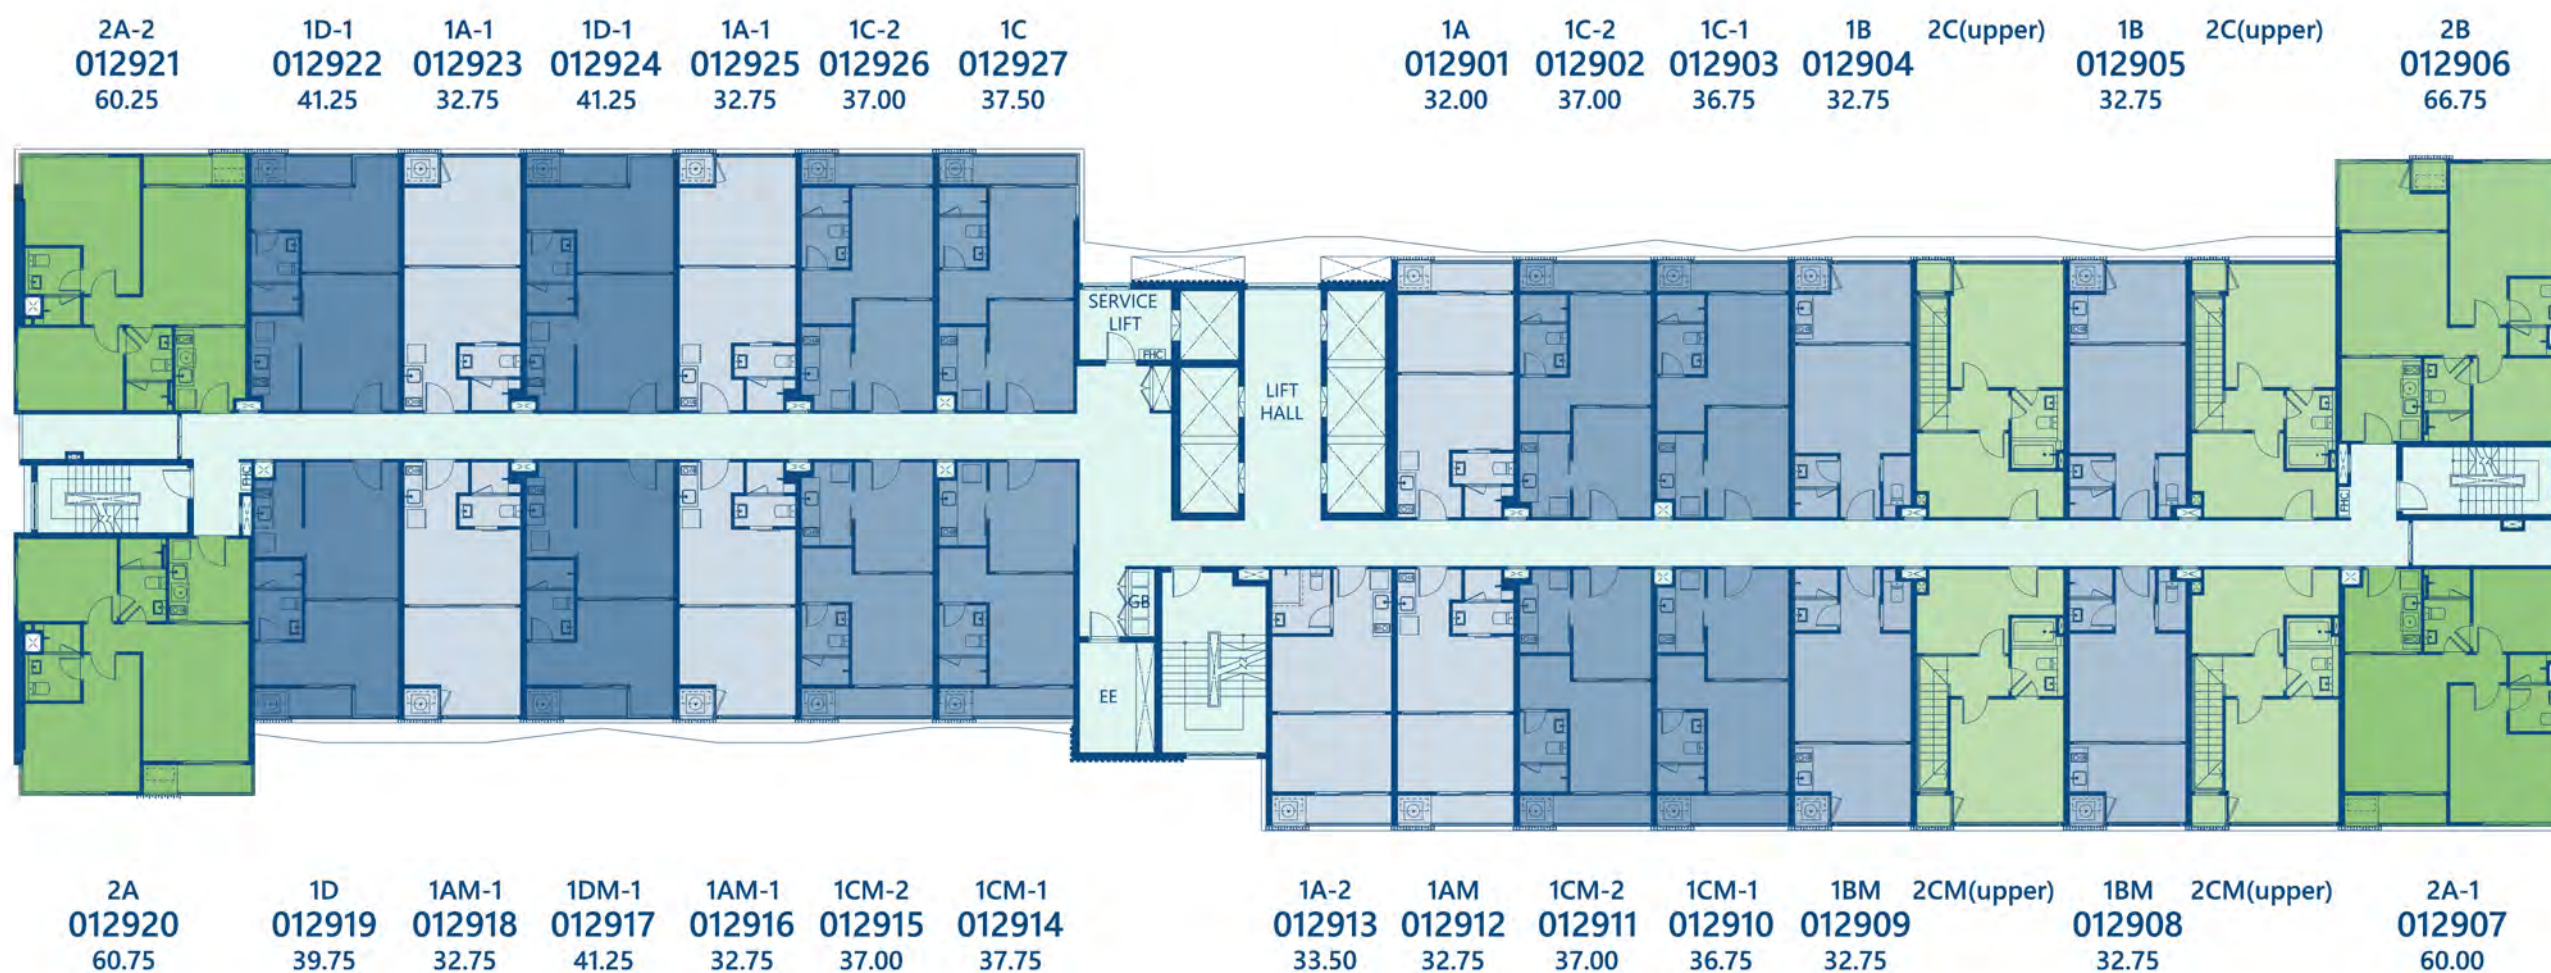 2A-2 1D-1 1A-1 1D-1 1A-1 1C-2 1C 1A 1C-2 1C-1 1B 2C(upper) 1B 2C(upper) 2B
012921 012922 012923 012924 012925 012926 012927 012901 012902 012903 012904 012905 012906
60.25 41.25 32.75 41.25 32.75 37.00 37.50 32.00 37.00 36.75 32.75 32.75 66.75
SERVICE
LIFT
FHC
LIFT
HALL
FHC
FHC
GB
EE
2A 1D 1AM-1 1DM-1 1AM-1 1CM-2 1CM-1 1A-2 1AM 1CM-2 1CM-1 1BM 2CM(upper) 1BM 2CM(upper) 2A-1
012920 012919 012918 012917 012916 012915 012914 012913 012912 012911 012910 012909 012908 012907
60.75 39.75 32.75 41.25 32.75 37.00 37.75 33.50 32.75 37.00 36.75 32.75 32.75 60.00